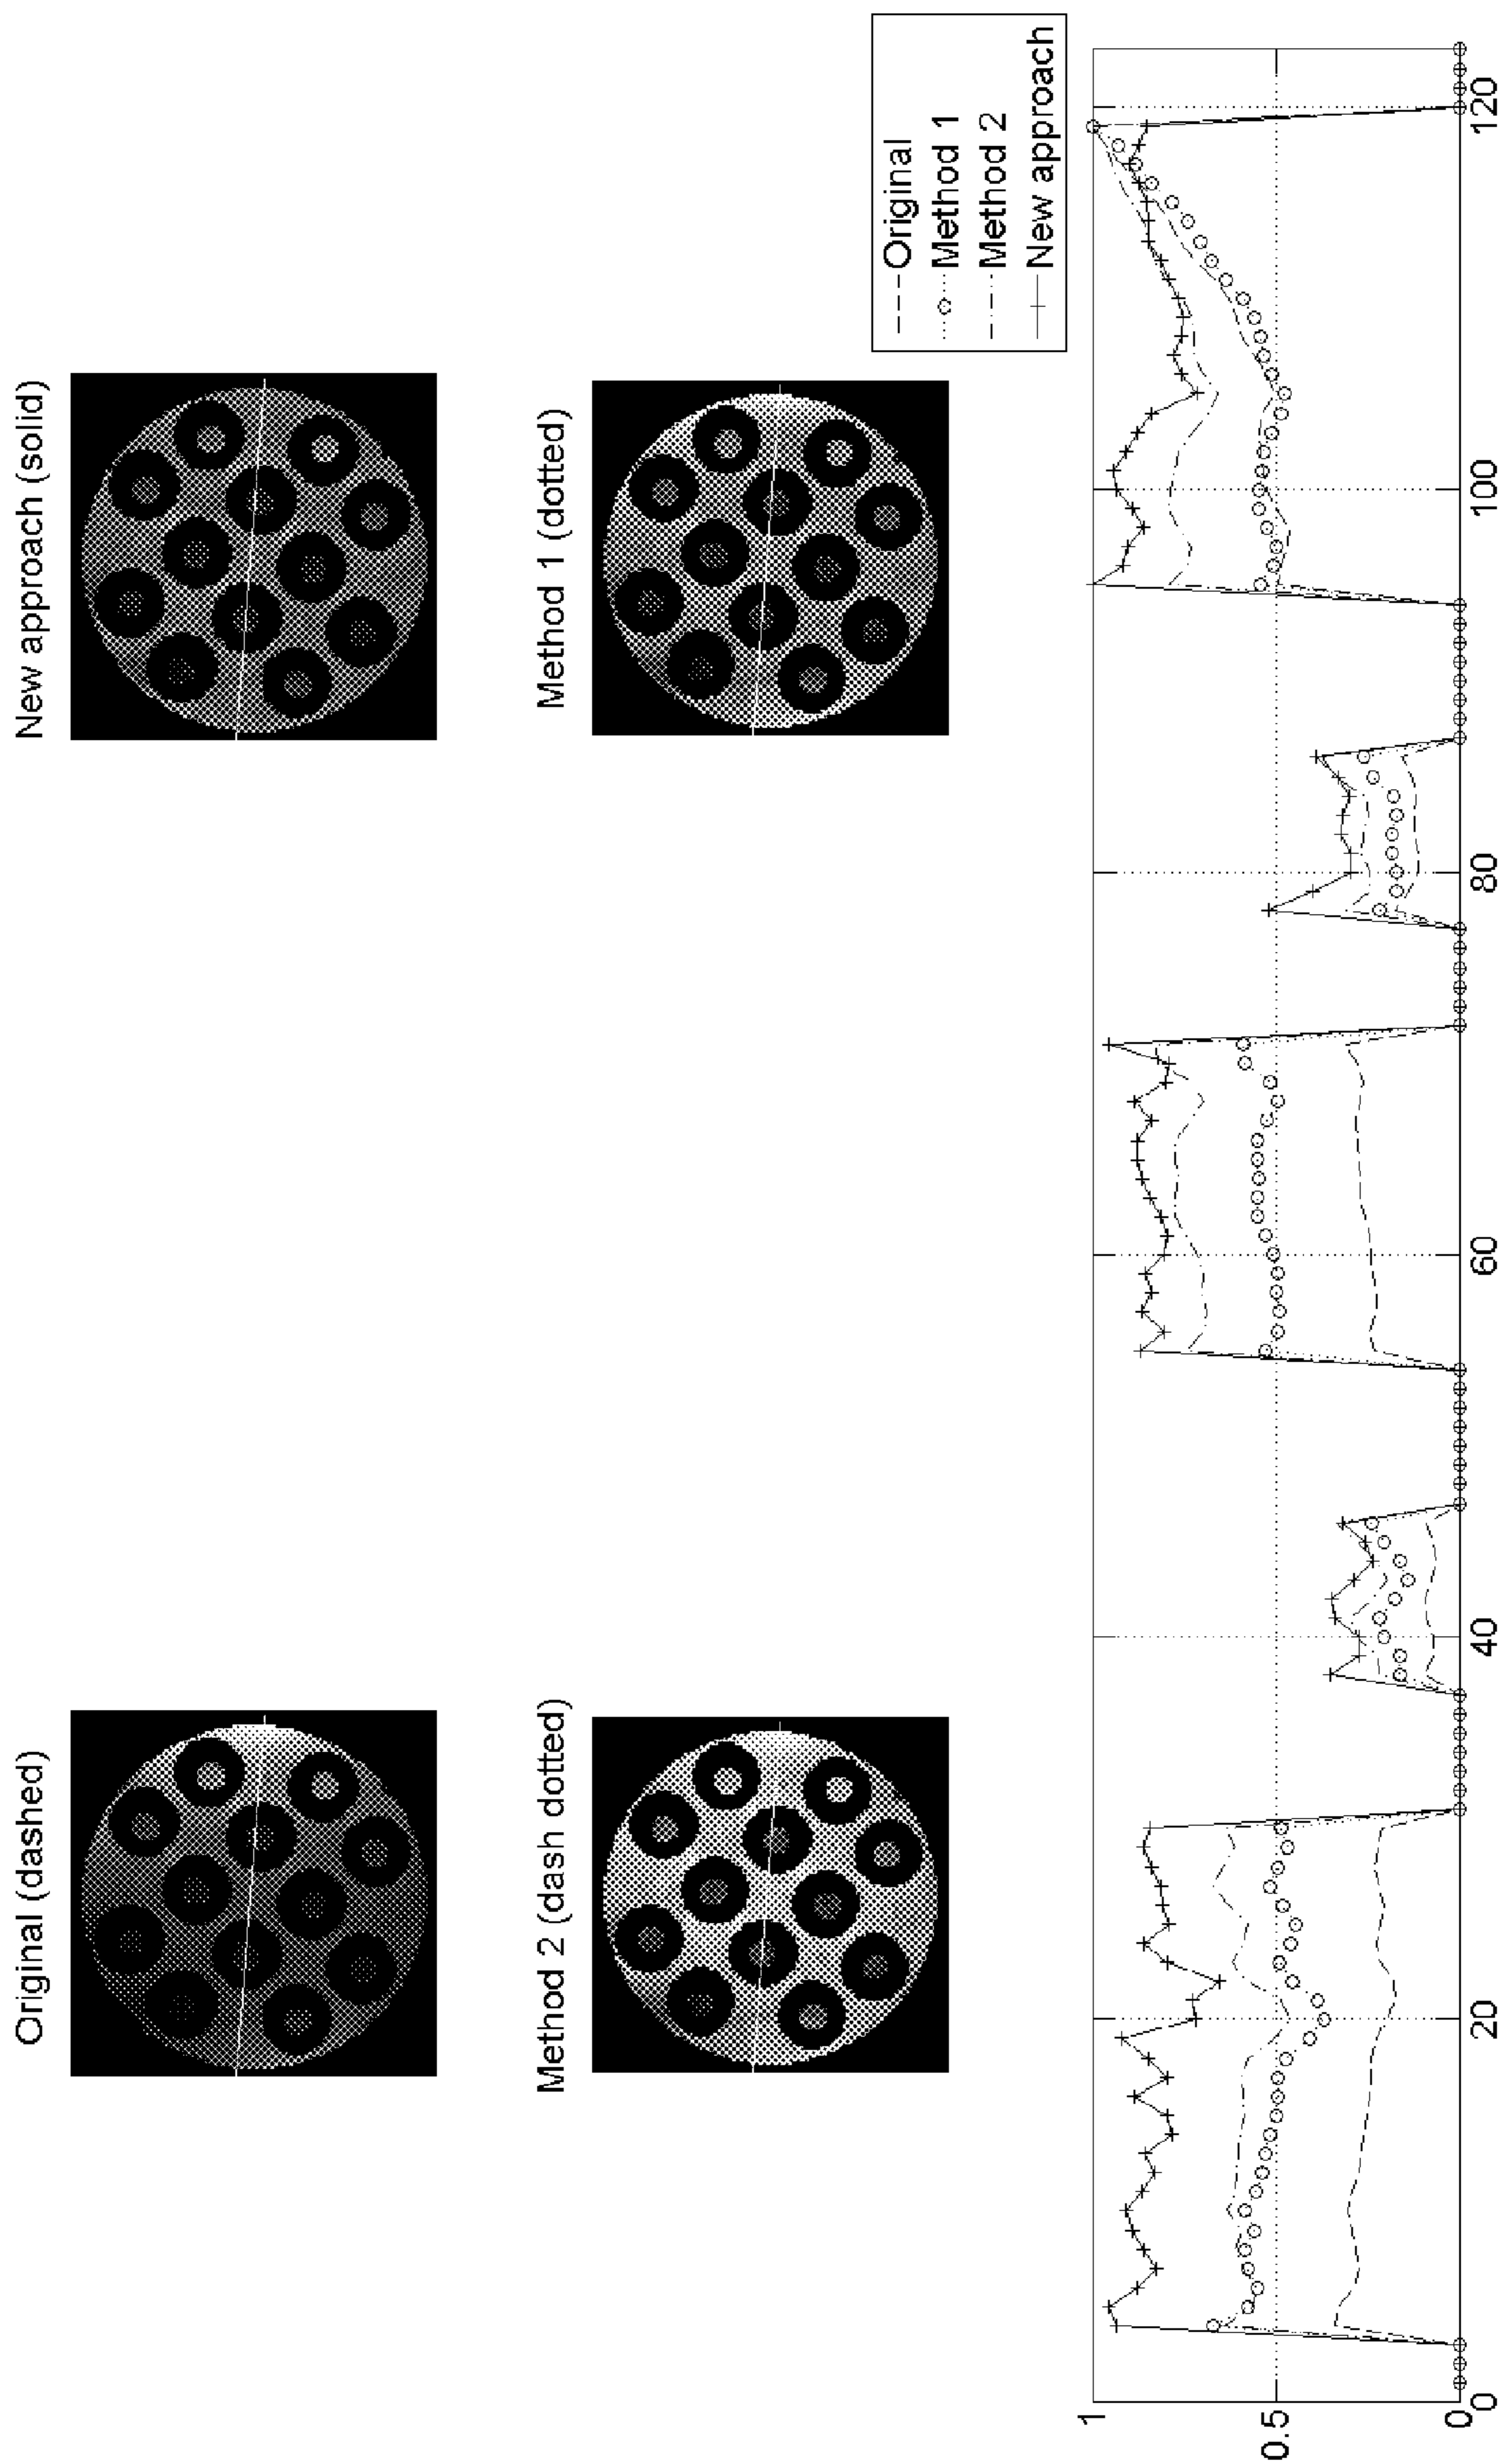 Original (dashed)
New approach (solid)
Method 2 (dash dotted)
Method 1 (dotted)
Original
Method 1
Method 2
New approach
1
0.5
0
0
20
40
60
80
100
120